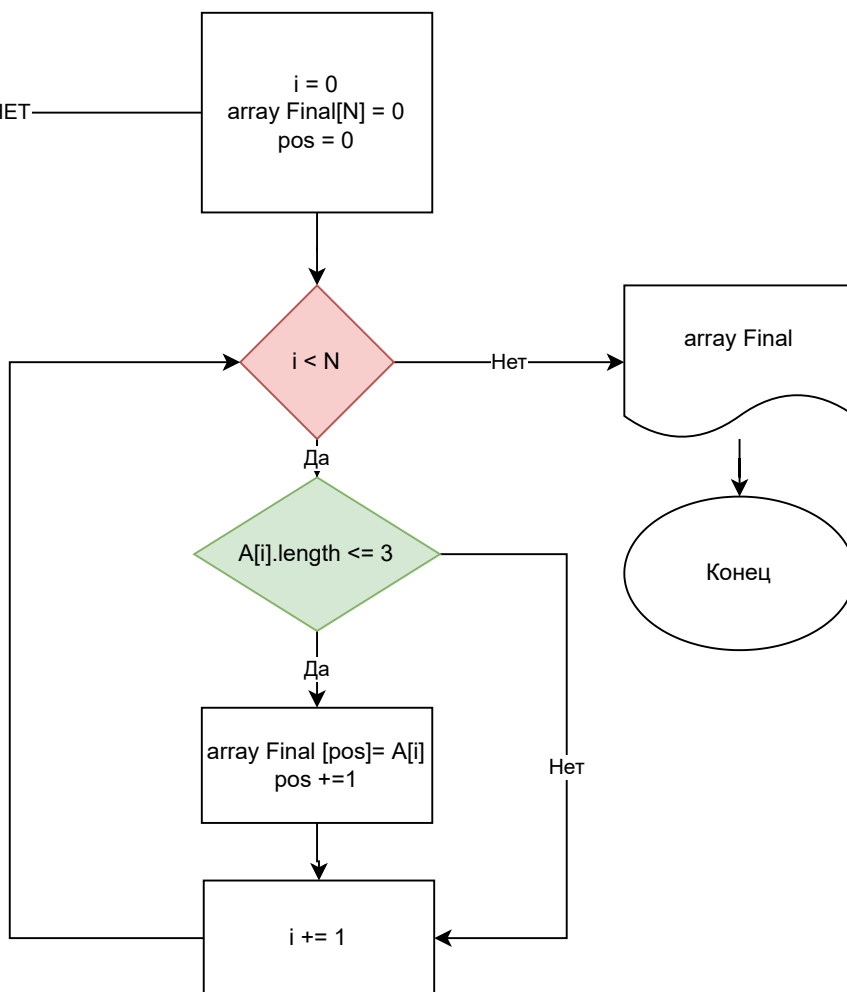 i = 0
array Final[N] = 0
pos = 0
i < N
Нет
array Final
Да
A[i].length <= 3
Конец
Да
array Final [pos]= A[i]
pos +=1
Нет
i += 1